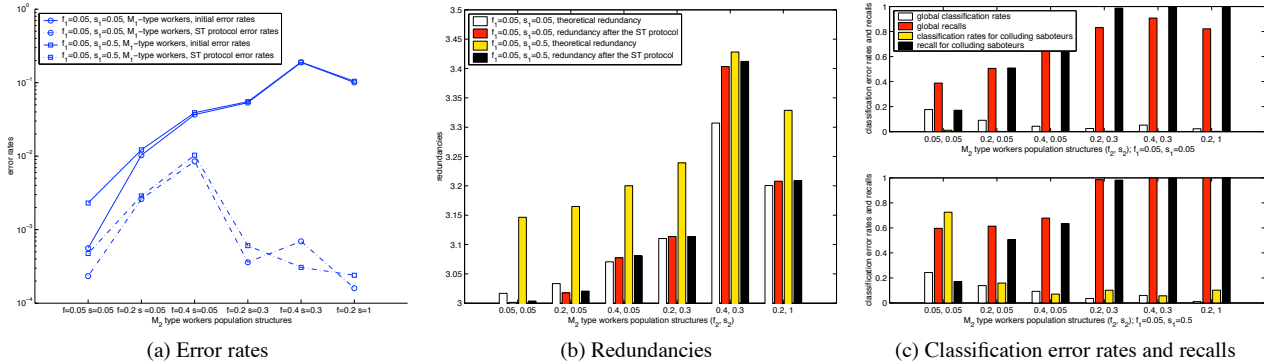 f1=0.05, s1=0.05, M1−type workers, initial error rates
f1=0.05, s1=0.05, M1−type workers, ST protocol error rates
f1=0.05, s1=0.5, M1−type workers, initial error rates
f1=0.05, s1=0.5, M1−type workers, ST protocol error rates
10^0
10^−1
10^−2
10^−3
10^−4
error rates
f=0.05 s=0.05
f=0.2 s =0.05
f=0.4 s=0.05
f=0.2 s=0.3
f=0.4 s=0.3
f=0.2 s=1
M2 type workers population structures
(a) Error rates
f1=0.05, s1=0.05, theoretical redundancy
f1=0.05, s1=0.05, redundancy after the ST protocol
f1=0.05, s1=0.5, theoretical redundancy
f1=0.05, s1=0.5, redundancy after the ST protocol
3.45
3.4
3.35
3.3
3.25
3.2
3.15
3.1
3.05
3
redundancies
0.05, 0.05
0.2, 0.05
0.4, 0.05
0.2, 0.3
0.4, 0.3
0.2, 1
M2 type workers population structures (f2, s2)
(b) Redundancies
global classification rates
global recalls
classification rates for colluding saboteurs
recall for colluding saboteurs
1
0.8
0.6
0.4
0.2
0
classification error rates and recalls
0.05, 0.05
0.2, 0.05
0.4, 0.05
0.2, 0.3
0.4, 0.3
0.2, 1
M2 type workers population structures (f2, s2); f1=0.05, s1=0.05
1
0.8
0.6
0.4
0.2
0
classification error rates and recalls
0.05, 0.05
0.2, 0.05
0.4, 0.05
0.2, 0.3
0.4, 0.3
0.2, 1
M2 type workers population structures (f2, s2); f1=0.05, s1=0.5
(c) Classification error rates and recalls